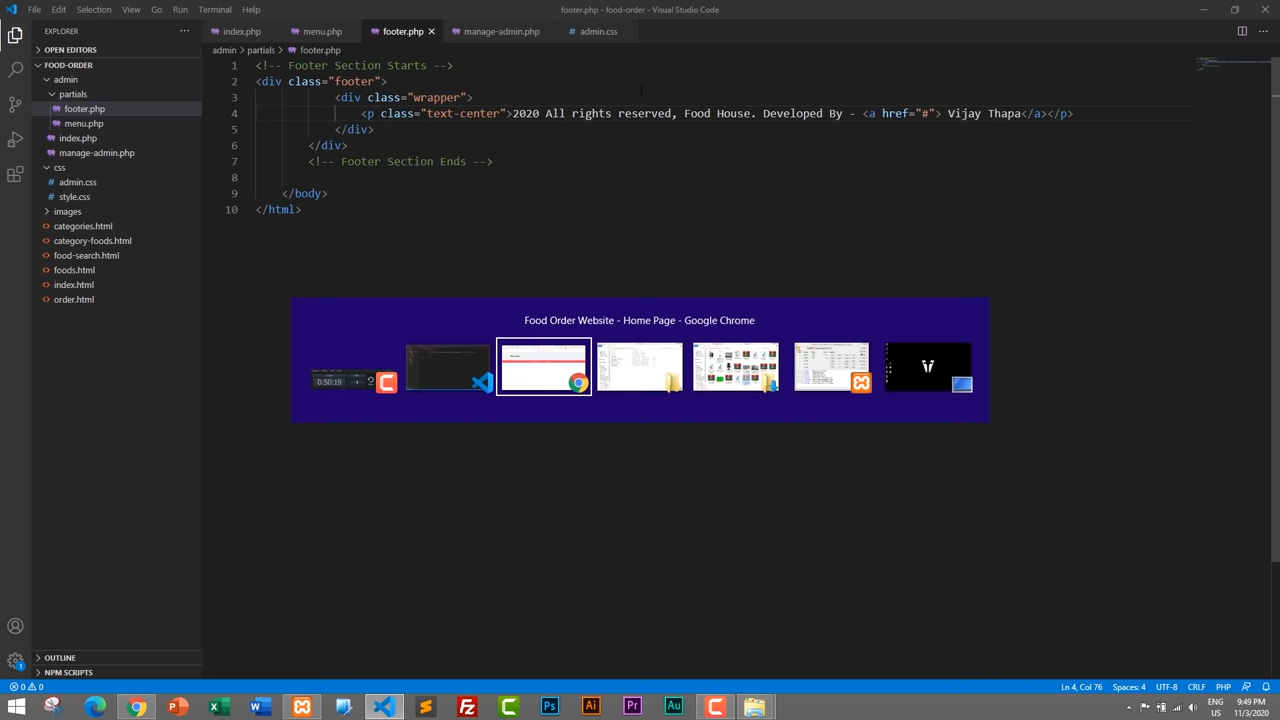 File Edit Selection View Go Run Terminal Help
footer.php - food-order - Visual Studio Code
EXPLORER
index.php
menu.php
footer.php
manage-admin.php
admin.css
OPEN EDITORS
admin > partials > footer.php
FOOD-ORDER
admin
partials
footer.php
menu.php
index.php
manage-admin.php
css
admin.css
style.css
images
categories.html
category-foods.html
food-search.html
foods.html
index.html
order.html
1 <!-- Footer Section Starts -->
2 <div class="footer">
3 <div class="wrapper">
4 <p class="text-center">2020 All rights reserved, Food House. Developed By - <a href="#"> Vijay Thapa</a></p>
5 </div>
6 </div>
7 <!-- Footer Section Ends -->
8
9 </body>
10 </html>
Food Order Website - Home Page - Google Chrome
0:50:19
OUTLINE
NPM SCRIPTS
0 0
Ln 4, Col 76 Spaces: 4 UTF-8 CRLF PHP
ENG
US
9:49 PM
11/3/2020